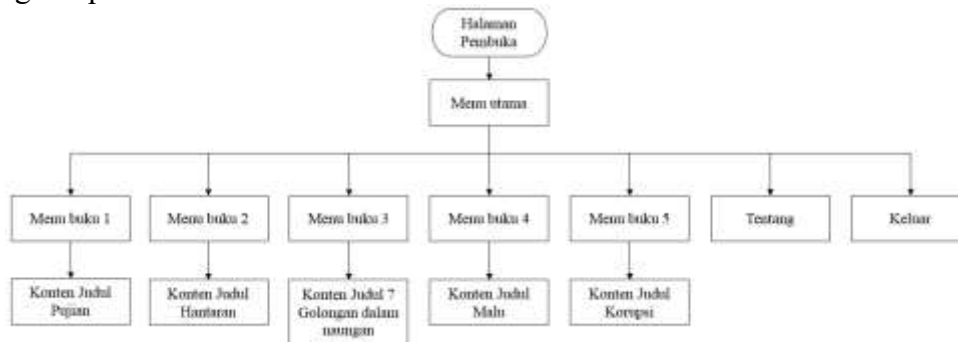 Halaman
Pembuka
Menu utama
Menu buku 1
Menu buku 2
Menu buku 3
Menu buku 4
Menu buku 5
Tentang
Keluar
Konten Judul
Pujian
Konten Judul
Hantaran
Konten Judul 7
Golongan dalam
naungan
Konten Judul
Malu
Konten Judul
Korupsi